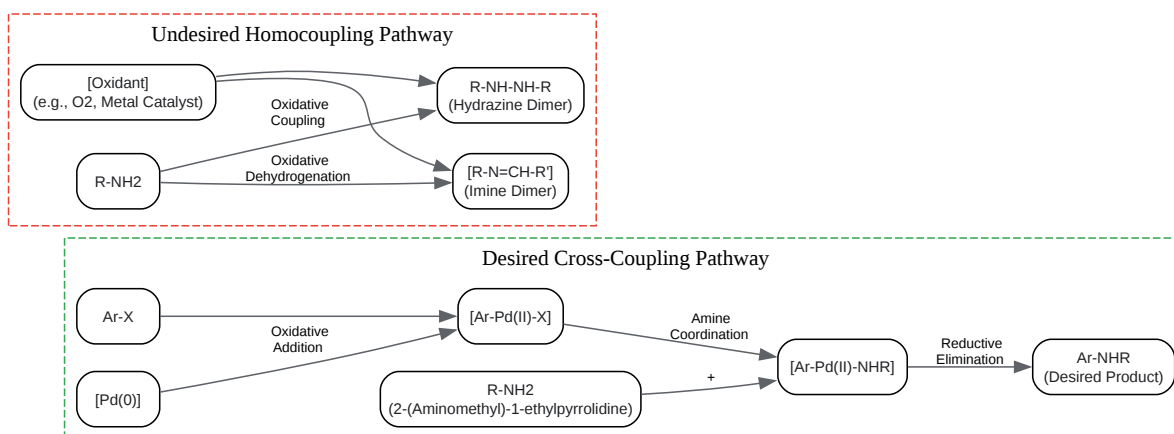 Undesired Homocoupling Pathway
[Oxidant]
(e.g., O2, Metal Catalyst)
R-NH-NH-R
(Hydrazine Dimer)
Oxidative
Coupling
R-NH2
Oxidative
Dehydrogenation
[R-N=CH-R']
(Imine Dimer)
Desired Cross-Coupling Pathway
Ar-X
Oxidative
Addition
[Pd(0)]
[Ar-Pd(II)-X]
Amine
Coordination
R-NH2
(2-(Aminomethyl)-1-ethylpyrrolidine)
+
[Ar-Pd(II)-NHR]
Reductive
Elimination
Ar-NHR
(Desired Product)